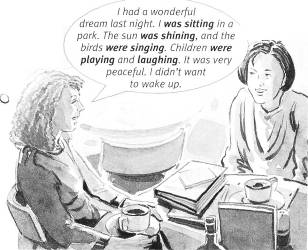 I had a wonderful
dream last night. I was sitting in a
park. The sun was shining, and the
birds were singing. Children were
playing and laughing. It was very
peaceful. I didn't want
to wake up.